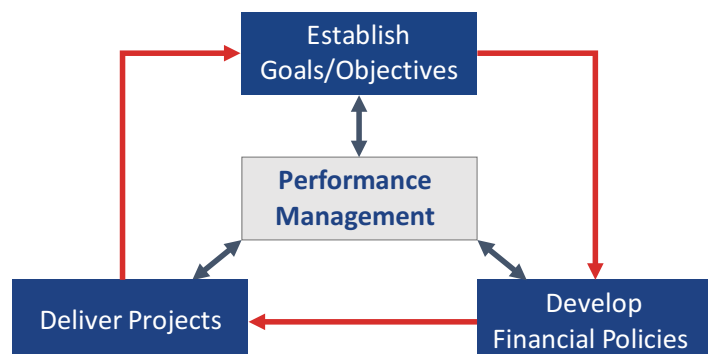 Establish
Goals/Objectives
Performance
Management
Deliver Projects
Develop
Financial Policies